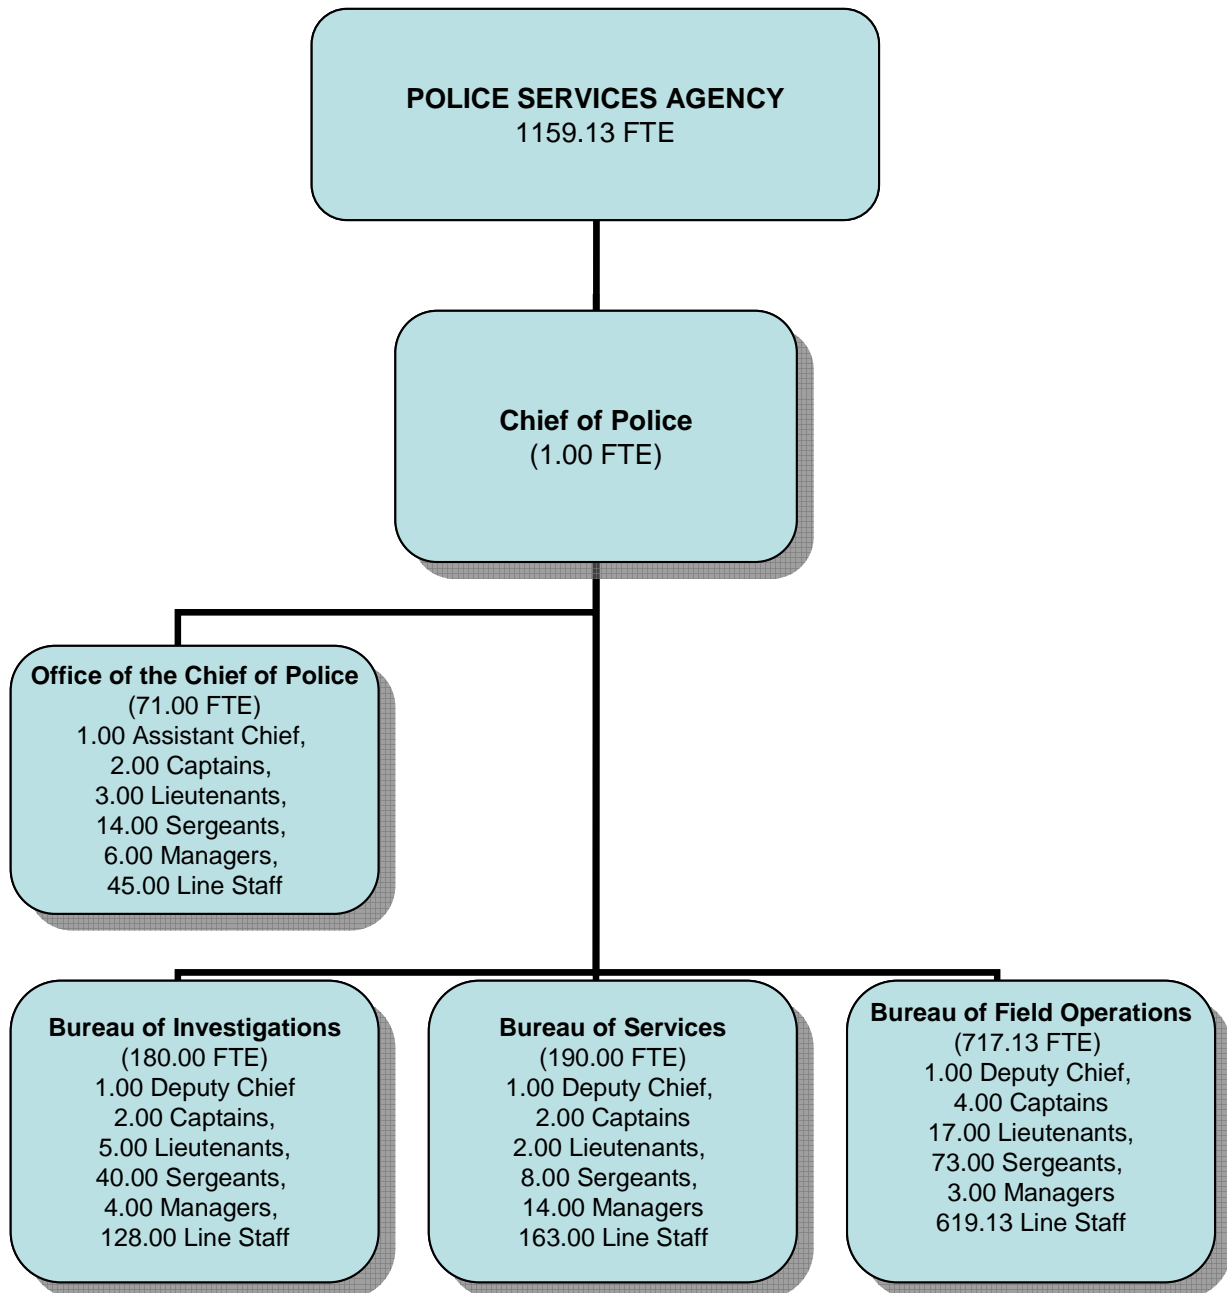 POLICE SERVICES AGENCY
1159.13 FTE
Chief of Police
(1.00 FTE)
Office of the Chief of Police
(71.00 FTE)
1.00 Assistant Chief,
2.00 Captains,
3.00 Lieutenants,
14.00 Sergeants,
6.00 Managers,
45.00 Line Staff
Bureau of Investigations
(180.00 FTE)
1.00 Deputy Chief
2.00 Captains,
5.00 Lieutenants,
40.00 Sergeants,
4.00 Managers,
128.00 Line Staff
Bureau of Services
(190.00 FTE)
1.00 Deputy Chief,
2.00 Captains
2.00 Lieutenants,
8.00 Sergeants,
14.00 Managers
163.00 Line Staff
Bureau of Field Operations
(717.13 FTE)
1.00 Deputy Chief,
4.00 Captains
17.00 Lieutenants,
73.00 Sergeants,
3.00 Managers
619.13 Line Staff